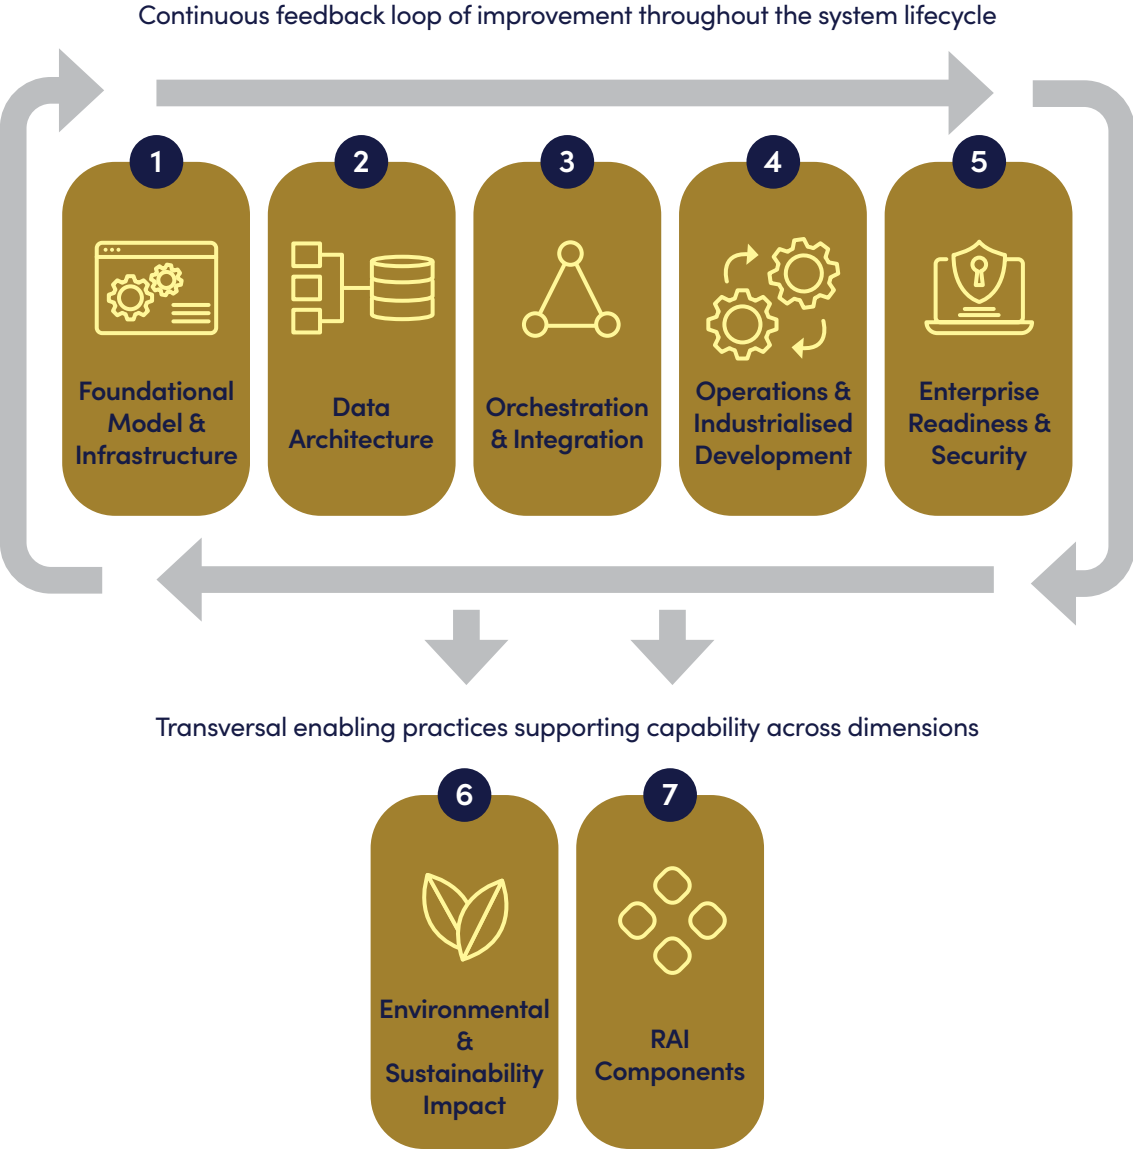 Continuous feedback loop of improvement throughout the system lifecycle
1
2
3
4
5
Foundational
Model &
Infrastructure
Data
Architecture
Orchestration
& Integration
Operations &
Industrialised
Development
Enterprise
Readiness &
Security
Transversal enabling practices supporting capability across dimensions
6
7
Environmental
&
Sustainability
Impact
RAI
Components